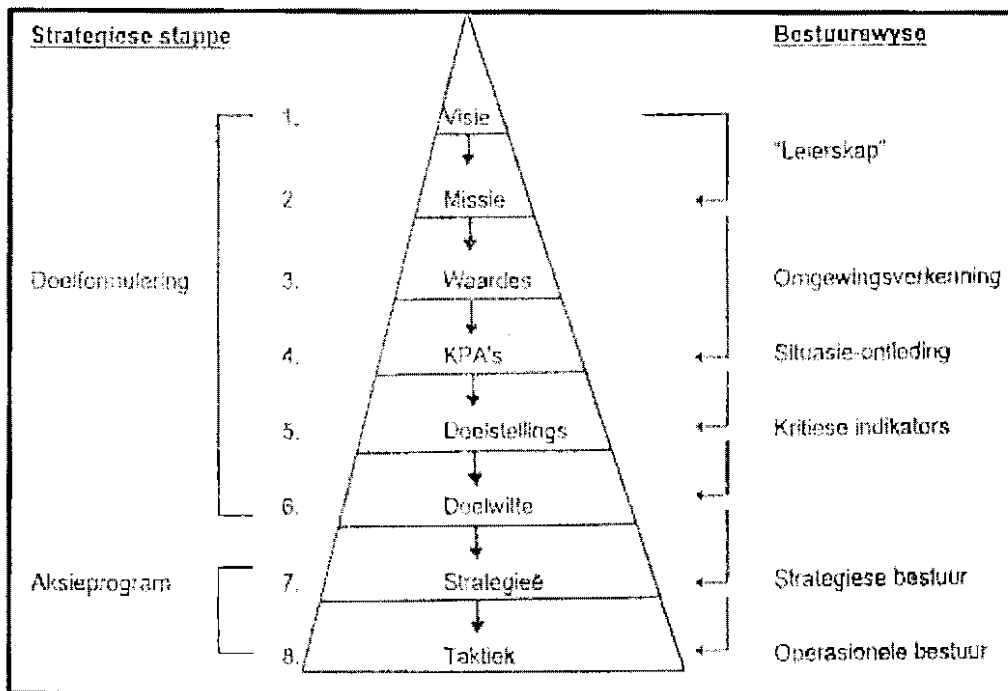 Strategiese stappe
Bestuurswyse
1. Visie
"Leierskap"
2 Missie
Doelformulering
3. Waardes
Omgewingsverkenning
4. KPA's
Situasie-ontleding
5. Doelstellings
Kritiese indikators
6. Doelwitte
Aksieprogram
7. Strategieë
Strategiese bestuur
8. Taktiek
Operasionele bestuur